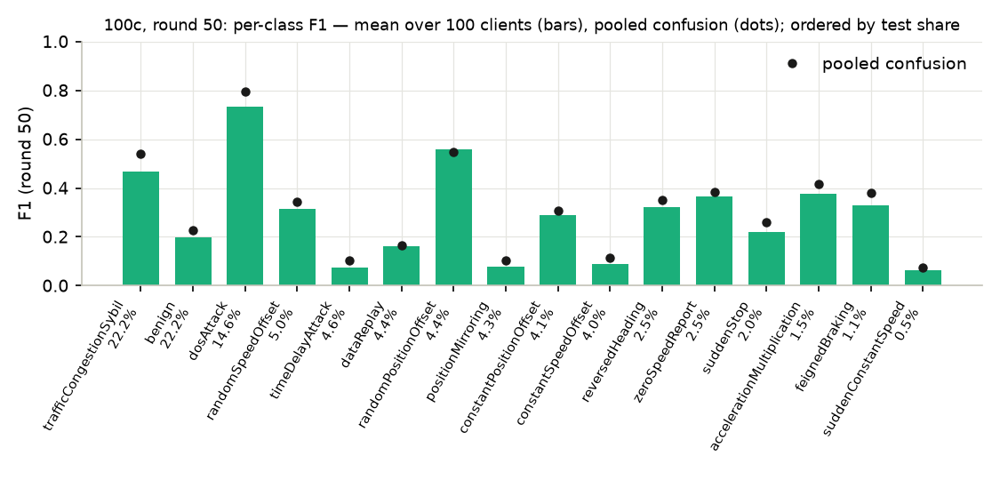 100c, round 50: per-class F1 — mean over 100 clients (bars), pooled confusion (dots); ordered by test share
pooled confusion
F1 (round 50)
1.0
0.8
0.6
0.4
0.2
0.0
trafficCongestionSybil
22.2%
benign
22.2%
dosAttack
14.6%
randomSpeedOffset
5.0%
timeDelayAttack
4.6%
dataReplay
4.4%
randomPositionOffset
4.4%
positionMirroring
4.3%
constantPositionOffset
4.1%
constantSpeedOffset
4.0%
reversedHeading
2.5%
zeroSpeedReport
2.5%
suddenStop
2.0%
accelerationMultiplication
1.5%
feignedBraking
1.1%
suddenConstantSpeed
0.5%